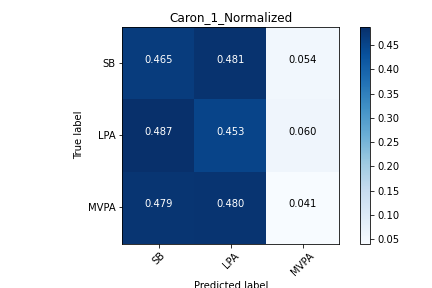 Caron_1_Normalized
SB 0.465 0.481 0.054
LPA 0.487 0.453 0.060
MVPA 0.479 0.480 0.041
True label
SB LPA MVPA
Predicted label
0.45
0.40
0.35
0.30
0.25
0.20
0.15
0.10
0.05